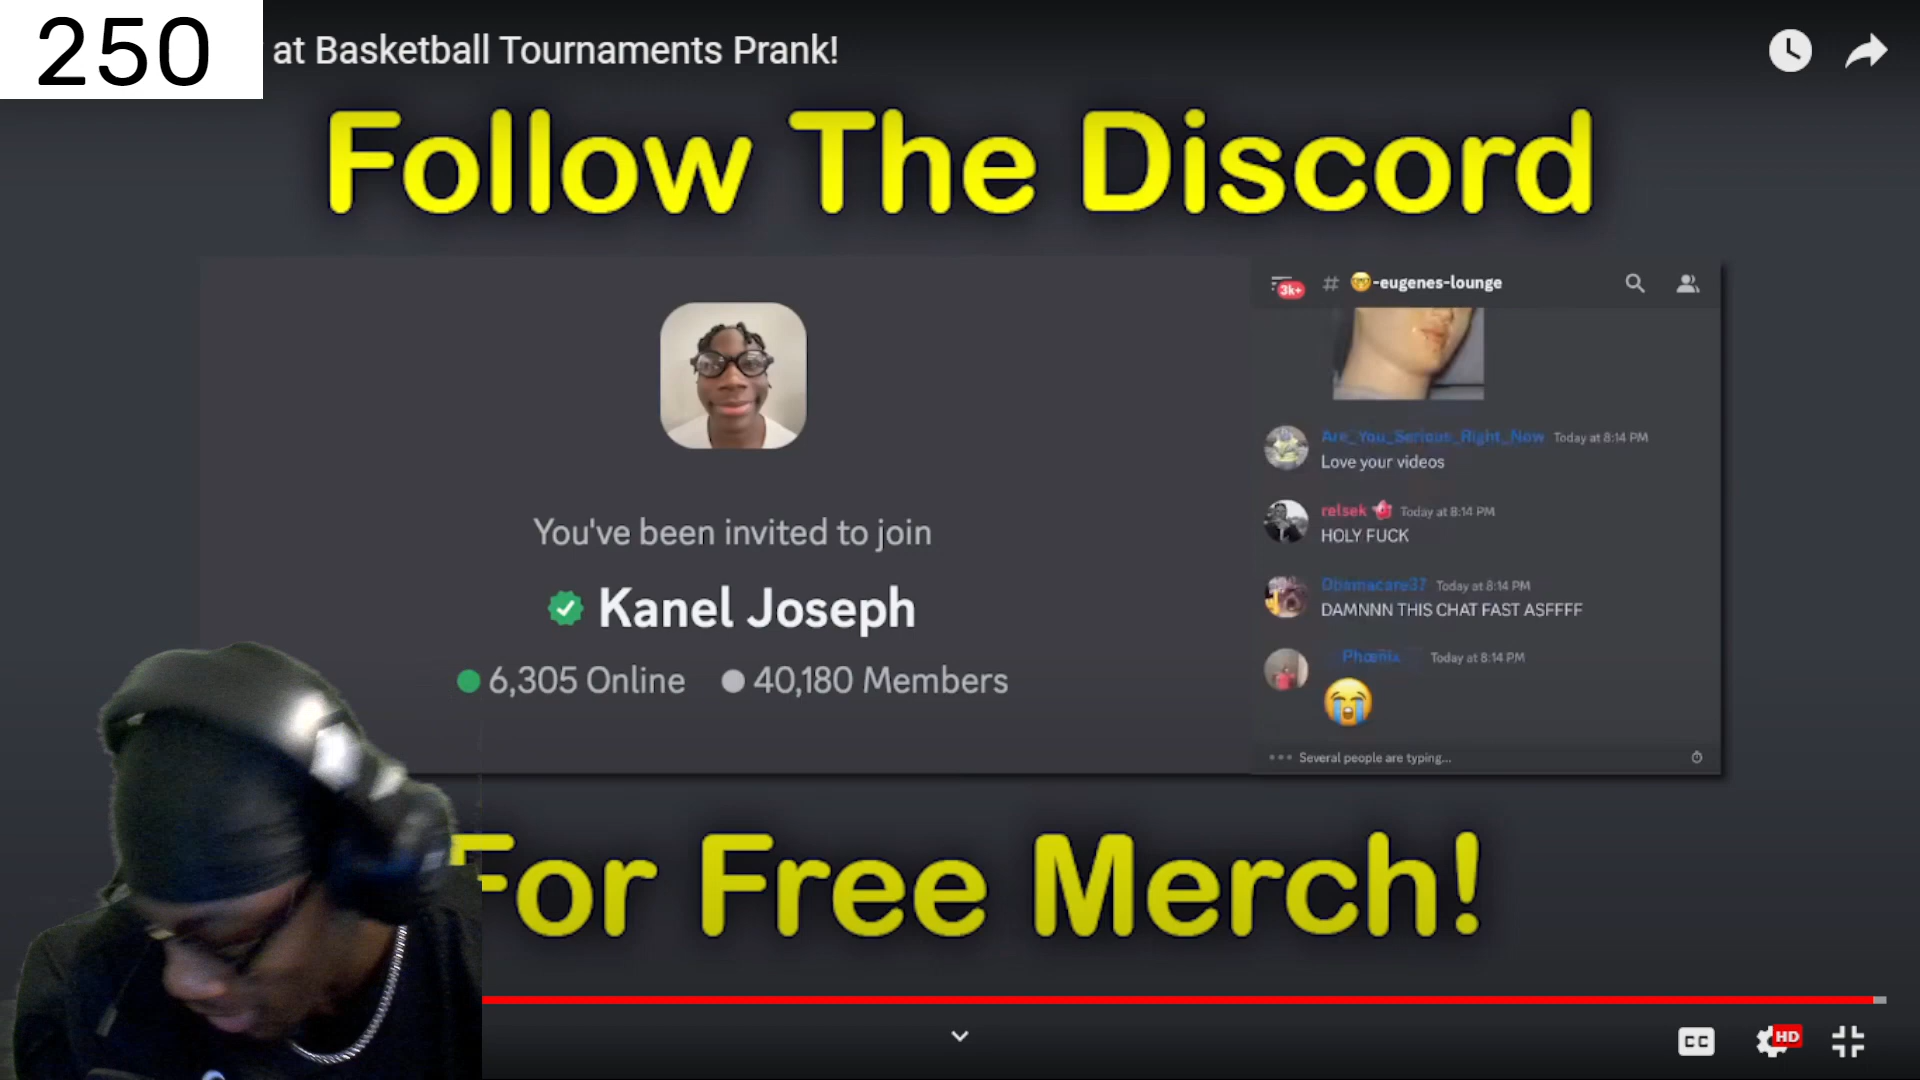 250
at Basketball Tournaments Prank!
Follow The Discord
You've been invited to join
Kanel Joseph
6,305 Online 40,180 Members
3k+ # -eugenes-lounge
Are_You_Serious_Right_Now Today at 8:14 PM
Love your videos
relsek Today at 8:14 PM
HOLY FUCK
Obamacare37 Today at 8:14 PM
DAMNNN THIS CHAT FAST ASFFFF
Phœnix Today at 8:14 PM
Several people are typing...
For Free Merch!
CC
HD